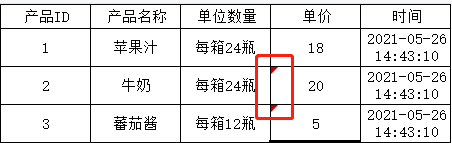 产品ID 产品名称 单位数量 单价 时间
1 苹果汁 每箱24瓶 18 2021-05-26 14:43:10
2 牛奶 每箱24瓶 20 2021-05-26 14:43:10
3 蕃茄酱 每箱12瓶 5 2021-05-26 14:43:10